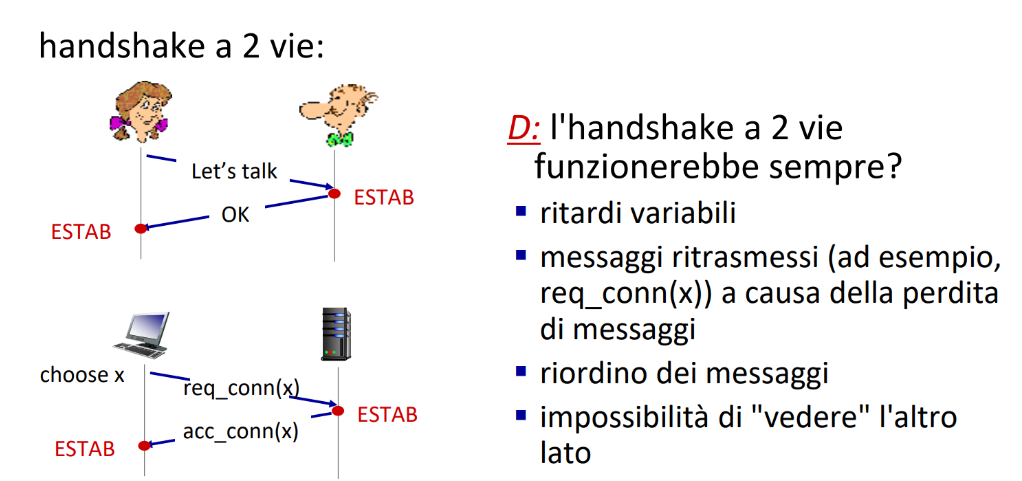 handshake a 2 vie:
Let's talk
ESTAB
OK
ESTAB
choose x
req_conn(x)
ESTAB
acc_conn(x)
ESTAB
D: l'handshake a 2 vie
funzionerebbe sempre?
ritardi variabili
messaggi ritrasmessi (ad esempio,
req_conn(x)) a causa della perdita
di messaggi
riordino dei messaggi
impossibilità di "vedere" l'altro
lato